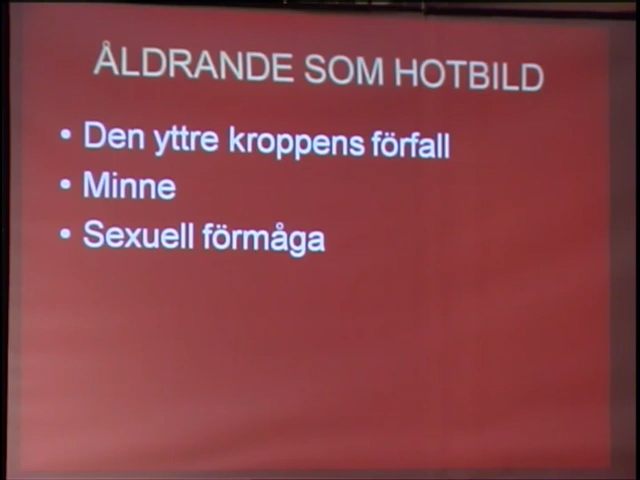 ÅLDRANDE SOM HOTBILD
• Den yttre kroppens förfall
• Minne
• Sexuell förmåga